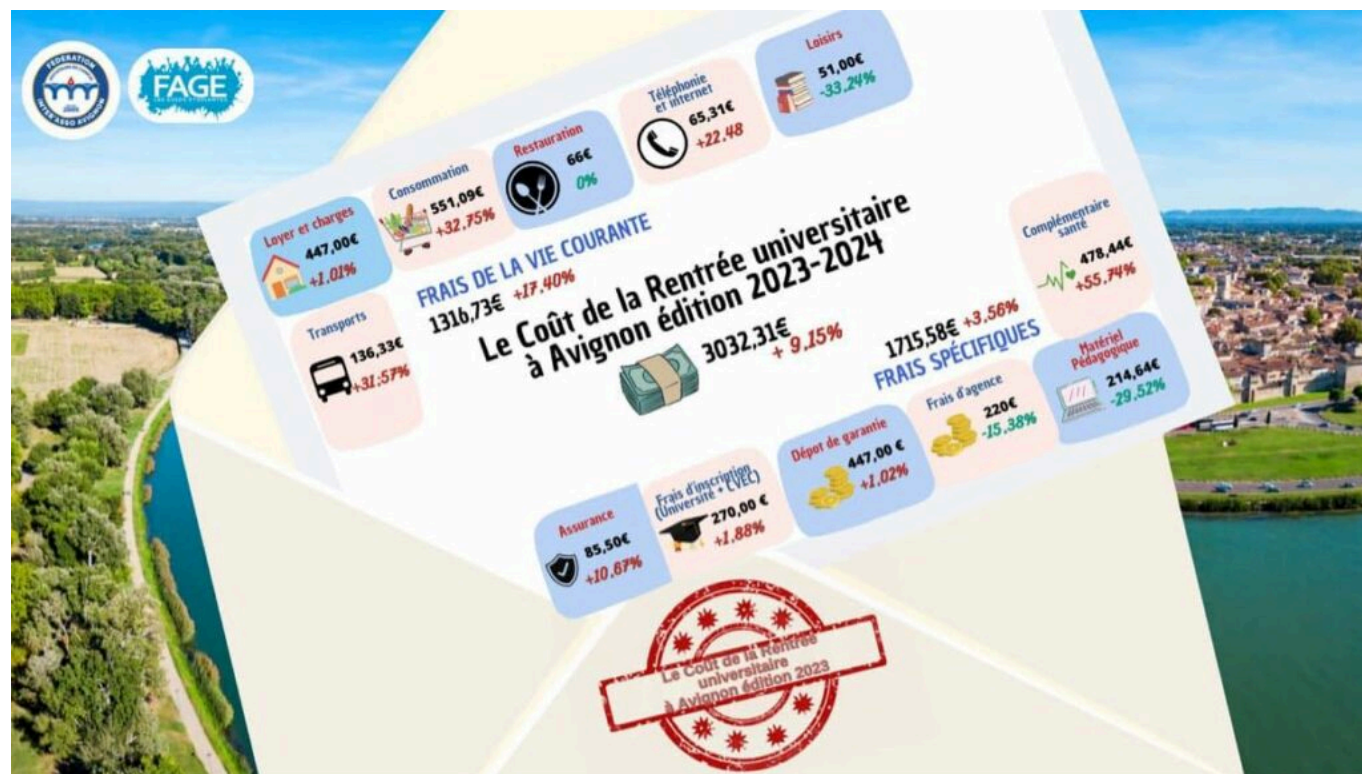 FÉDÉRATION
INTER'ASSO AVIGNON
FAGE
Loisirs
51,00€
-33,24%
Téléphonie
et internet
65,31€
+22,48
Restauration
66€
0%
Consommation
551,09€
+32,75%
Loyer et charges
447,00€
+1,01%
Transports
136,33€
+31,57%
FRAIS DE LA VIE COURANTE
1316,73€ +17,40%
Le Coût de la Rentrée universitaire
à Avignon édition 2023-2024
3032,31€
+ 9,15%
1715,58€ +3,56%
FRAIS SPÉCIFIQUES
Complémentaire
santé
478,44€
+55,74%
Matériel
Pédagogique
214,64€
-29,52%
Frais d'agence
220€
-15,38%
Dépot de garantie
447,00 €
+1,02%
Frais d'inscription
(Université + CVEC)
270,00 €
+1,88%
Assurance
85,50€
+10,67%
Le Coût de la Rentrée
universitaire
à Avignon édition 2023